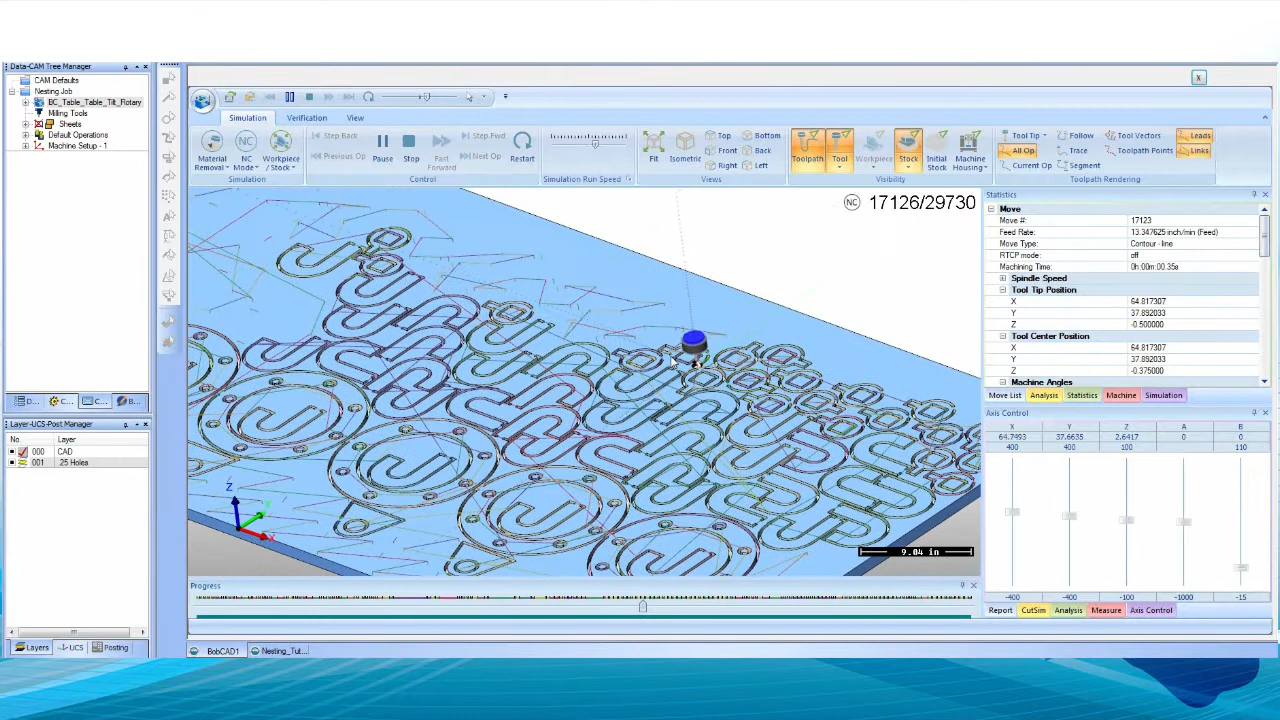 Data-CAM Tree Manager
CAM Defaults
Nesting Job
BC_Table_Table_Tilt_Rotary
Milling Tools
Sheets
Default Operations
Machine Setup - 1
D...
C...
C...
B...
Layer-UCS-Post Manager
No. Layer
000 CAD
001 .25 Holes
Layers UCS Posting
x
Simulation Verification View
Material Removal
NC Mode
Workpiece / Stock
Simulation
Step Back
Previous Op
Pause
Stop
Fast Forward
Step Fwd
Next Op
Restart
Control
Simulation Run Speed
Fit
Isometric
Top
Front
Right
Bottom
Back
Left
Views
Toolpath
Tool
Workpiece
Stock
Initial Stock
Machine Housing
Visibility
Tool Tip
All Op
Current Op
Follow
Trace
Segment
Tool Vectors
Toolpath Points
Leads
Links
Toolpath Rendering
NC 17126/29730
Z
Y
X
9.04 in
Statistics
Move
Move #: 17123
Feed Rate: 13.347625 inch/min (Feed)
Move Type: Contour - line
RTCP mode: off
Machining Time: 0h:00m:00.35s
Spindle Speed
Tool Tip Position
X 64.817307
Y 37.892033
Z -0.500000
Tool Center Position
X 64.817307
Y 37.892033
Z -0.375000
Machine Angles
Move List Analysis Statistics Machine Simulation
Axis Control
X Y Z A B
64.7493 37.6635 2.6417 0 0
400 400 100 110
-400 -400 -100 -1000 -15
Report CutSim Analysis Measure Axis Control
Progress
BobCAD1 Nesting_Tut...